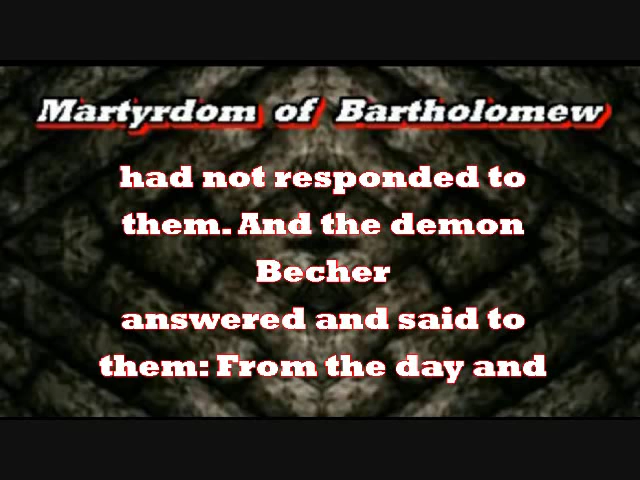 Martyrdom of Bartholomew
had not responded to
them. And the demon
Becher
answered and said to
them: From the day and